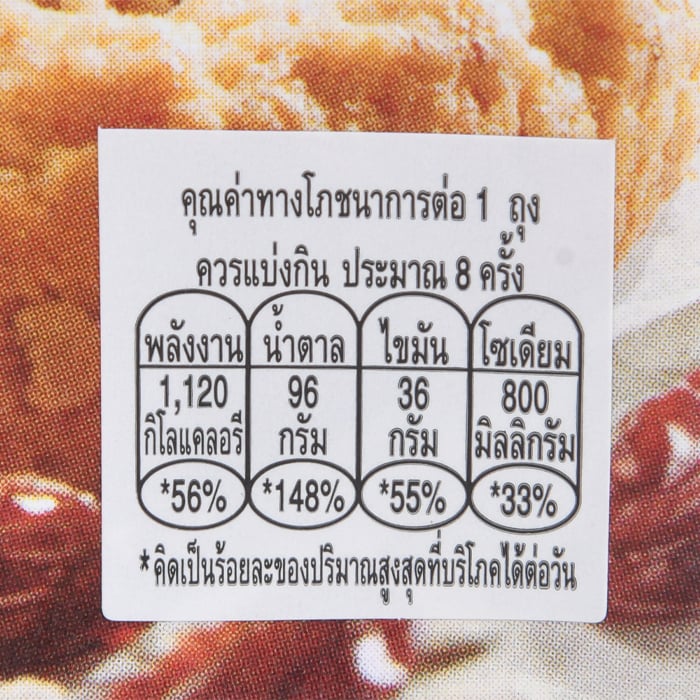 คุณค่าทางโภชนาการต่อ 1 ถุง
ควรแบ่งกิน ประมาณ 8 ครั้ง
พลังงาน น้ำตาล ไขมัน โซเดียม
1,120 96 36 800
กิโลแคลอรี กรัม กรัม มิลลิกรัม
*56% *148% *55% *33%
*คิดเป็นร้อยละของปริมาณสูงสุดที่บริโภคได้ต่อวัน